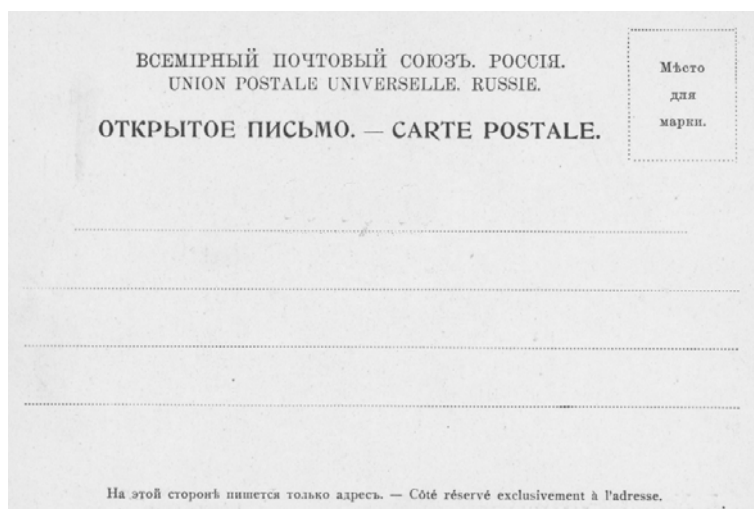 ВСЕМІРНЫЙ ПОЧТОВЫЙ СОЮЗЪ. РОССІЯ.
UNION POSTALE UNIVERSELLE. RUSSIE.
ОТКРЫТОЕ ПИСЬМО. — CARTE POSTALE.
Мѣсто
для
марки.
На этой сторонѣ пишется только адресъ. — Côté réservé exclusivement à l'adresse.